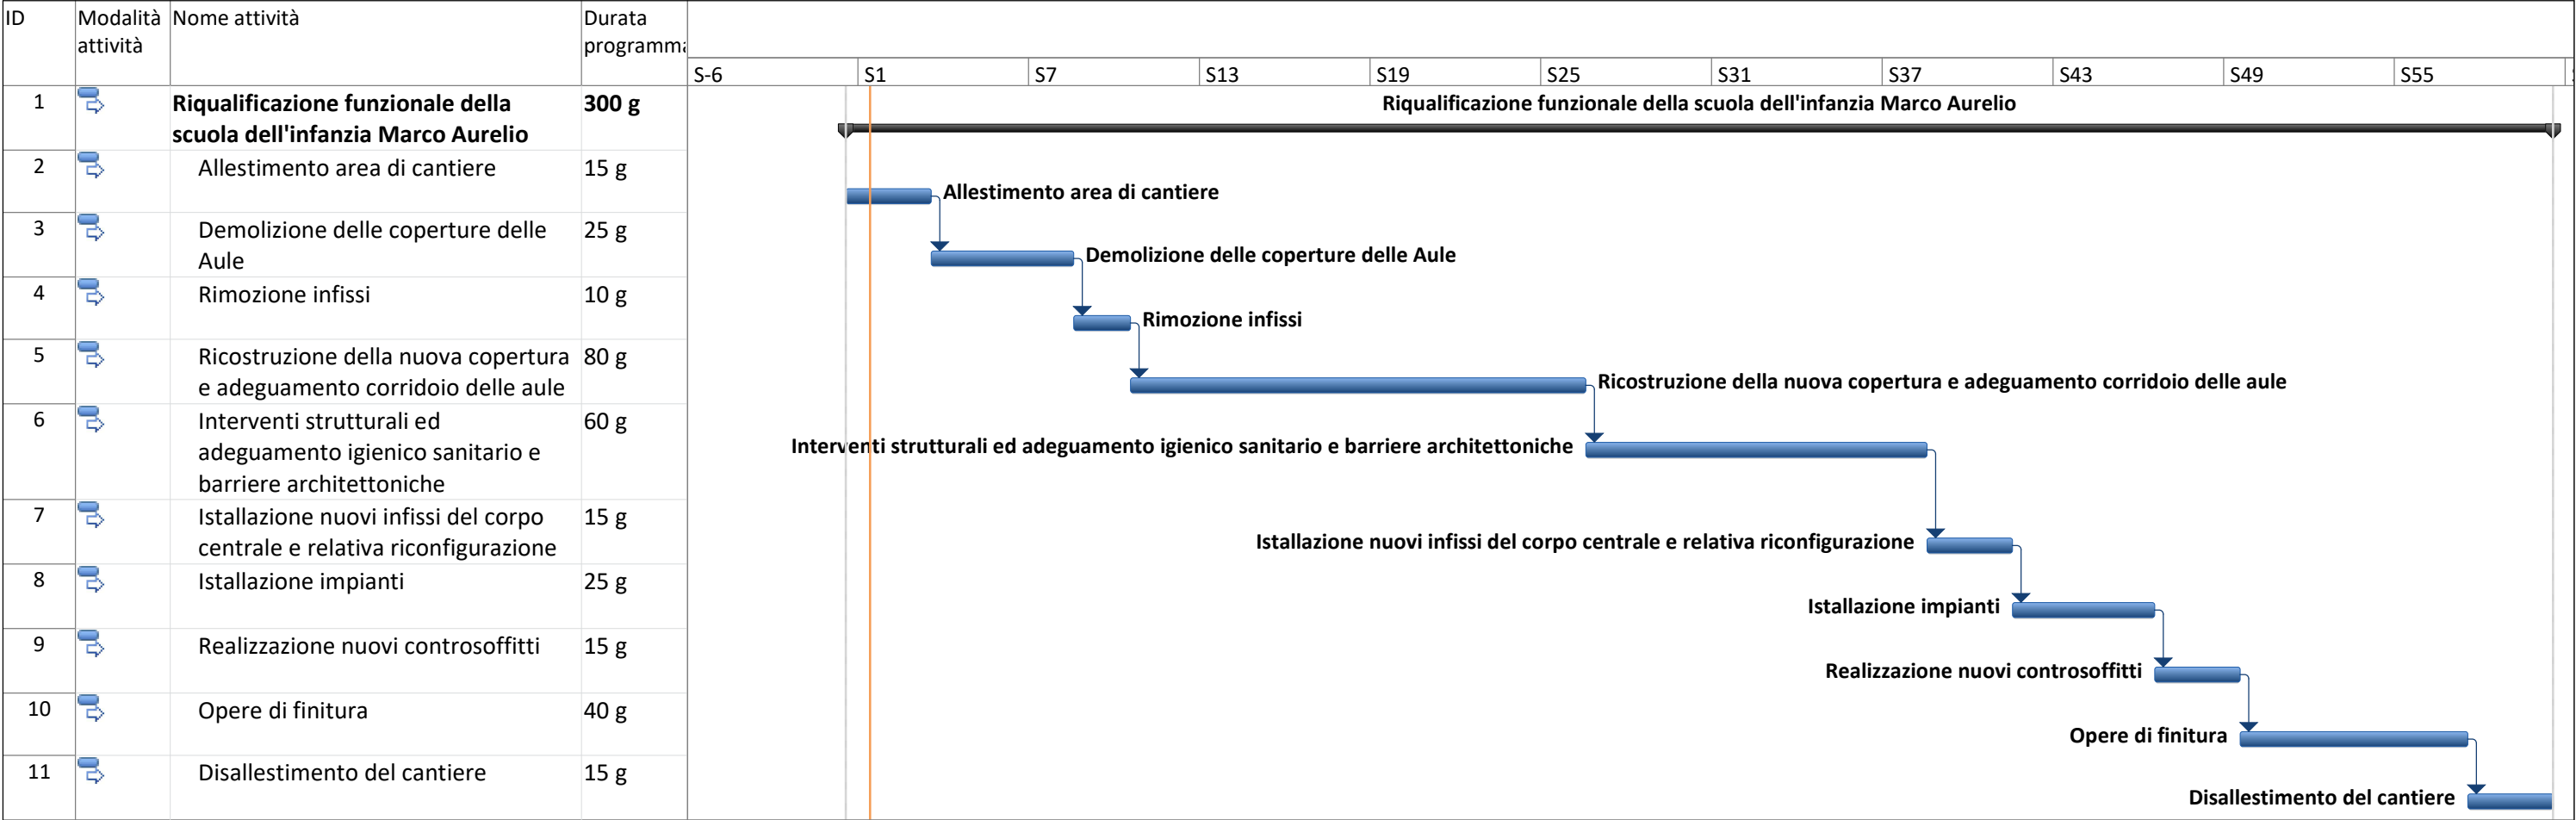 ID Modalità attività Nome attività Durata programma
S-6 S1 S7 S13 S19 S25 S31 S37 S43 S49 S55
1 Riqualificazione funzionale della 300 g
scuola dell'infanzia Marco Aurelio
Riqualificazione funzionale della scuola dell'infanzia Marco Aurelio
2 Allestimento area di cantiere 15 g
Allestimento area di cantiere
3 Demolizione delle coperture delle 25 g
Aule
Demolizione delle coperture delle Aule
4 Rimozione infissi 10 g
Rimozione infissi
5 Ricostruzione della nuova copertura 80 g
e adeguamento corridoio delle aule
Ricostruzione della nuova copertura e adeguamento corridoio delle aule
6 Interventi strutturali ed 60 g
adeguamento igienico sanitario e
barriere architettoniche
Interventi strutturali ed adeguamento igienico sanitario e barriere architettoniche
7 Istallazione nuovi infissi del corpo 15 g
centrale e relativa riconfigurazione
Istallazione nuovi infissi del corpo centrale e relativa riconfigurazione
8 Istallazione impianti 25 g
Istallazione impianti
9 Realizzazione nuovi controsoffitti 15 g
Realizzazione nuovi controsoffitti
10 Opere di finitura 40 g
Opere di finitura
11 Disallestimento del cantiere 15 g
Disallestimento del cantiere